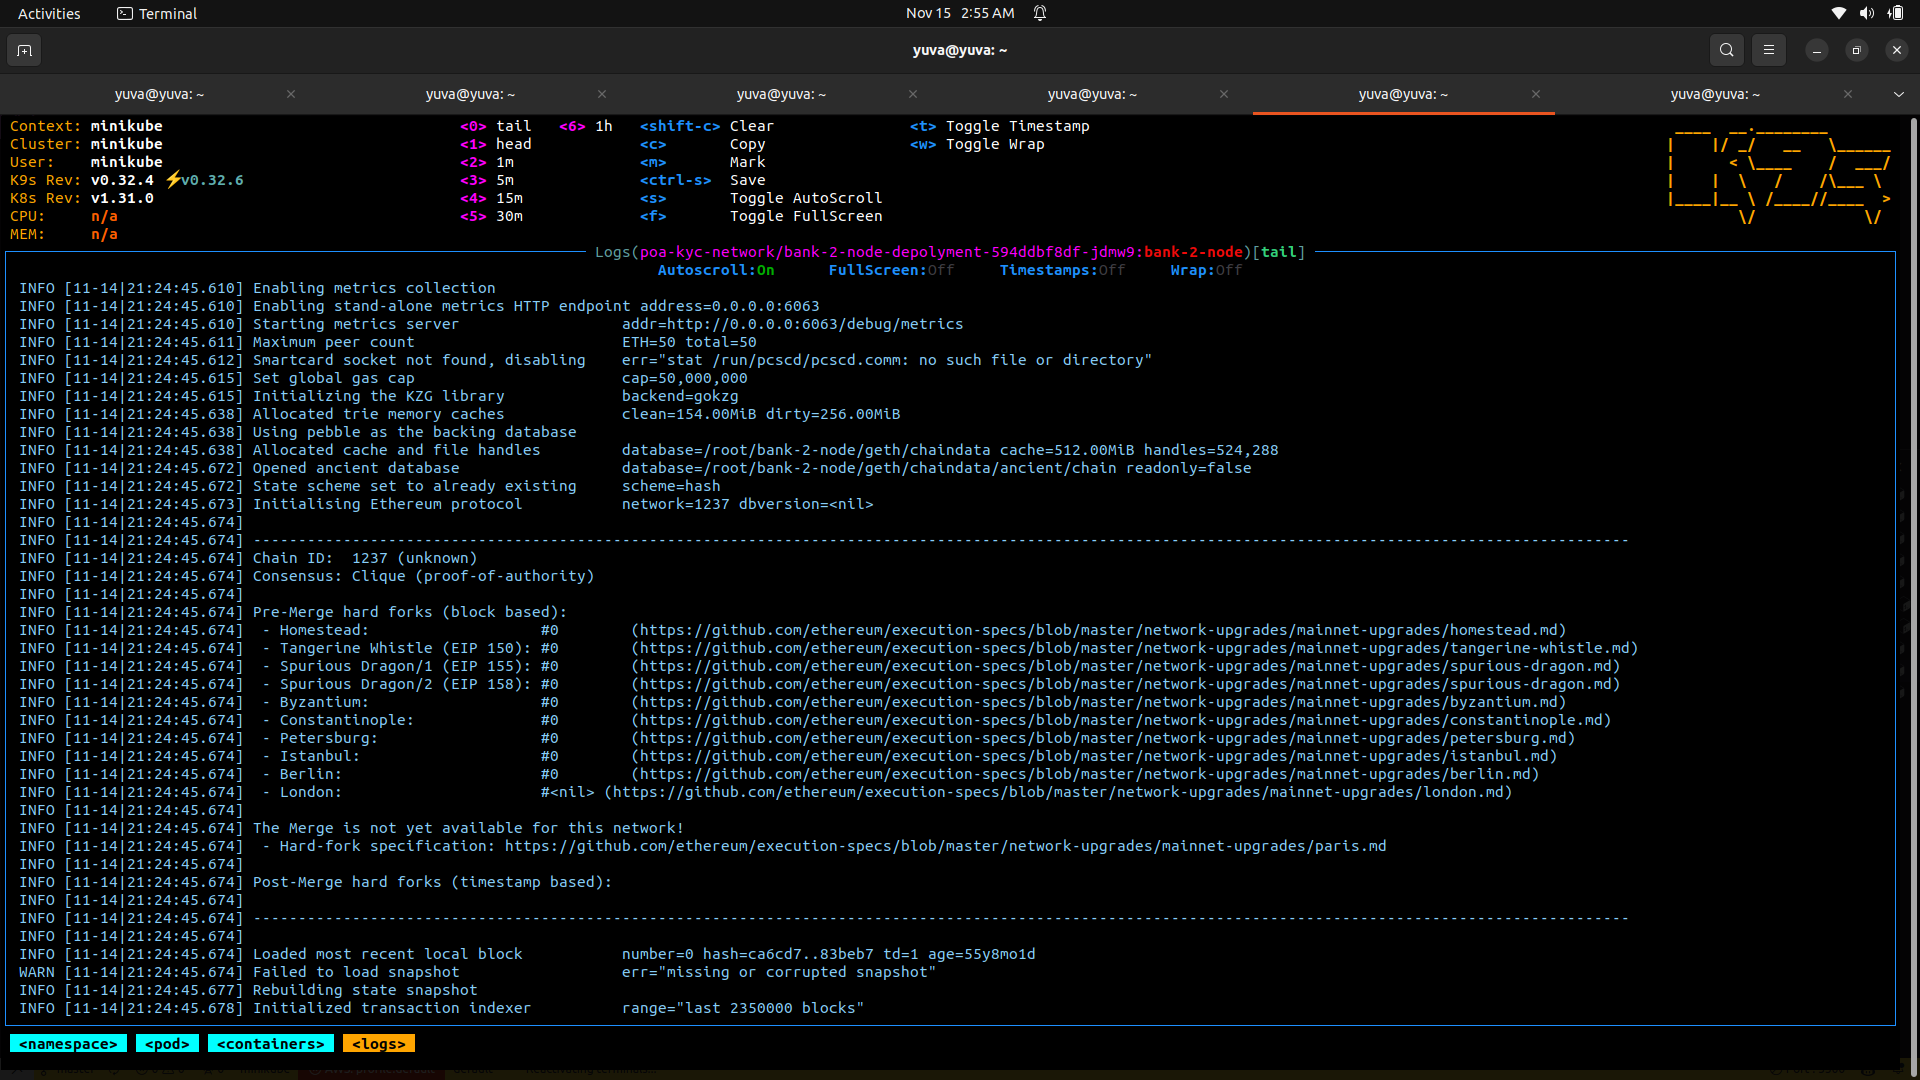 Activities Terminal Nov 15 2:55 AM
yuva@yuva: ~
yuva@yuva: ~ × yuva@yuva: ~ × yuva@yuva: ~ × yuva@yuva: ~ × yuva@yuva: ~ × yuva@yuva: ~ ×
Context: minikube <0> tail <6> 1h <shift-c> Clear <t> Toggle Timestamp
Cluster: minikube <1> head <c> Copy <w> Toggle Wrap
User: minikube <2> 1m <m> Mark
K9s Rev: v0.32.4 ⚡v0.32.6 <3> 5m <ctrl-s> Save
K8s Rev: v1.31.0 <4> 15m <s> Toggle AutoScroll
CPU: n/a <5> 30m <f> Toggle FullScreen
MEM: n/a
Logs(poa-kyc-network/bank-2-node-depolyment-594ddbf8df-jdmw9:bank-2-node)[tail]
Autoscroll:On FullScreen:Off Timestamps:Off Wrap:Off
INFO [11-14|21:24:45.610] Enabling metrics collection
INFO [11-14|21:24:45.610] Enabling stand-alone metrics HTTP endpoint address=0.0.0.0:6063
INFO [11-14|21:24:45.610] Starting metrics server addr=http://0.0.0.0:6063/debug/metrics
INFO [11-14|21:24:45.611] Maximum peer count ETH=50 total=50
INFO [11-14|21:24:45.612] Smartcard socket not found, disabling err="stat /run/pcscd/pcscd.comm: no such file or directory"
INFO [11-14|21:24:45.615] Set global gas cap cap=50,000,000
INFO [11-14|21:24:45.615] Initializing the KZG library backend=gokzg
INFO [11-14|21:24:45.638] Allocated trie memory caches clean=154.00MiB dirty=256.00MiB
INFO [11-14|21:24:45.638] Using pebble as the backing database
INFO [11-14|21:24:45.638] Allocated cache and file handles database=/root/bank-2-node/geth/chaindata cache=512.00MiB handles=524,288
INFO [11-14|21:24:45.672] Opened ancient database database=/root/bank-2-node/geth/chaindata/ancient/chain readonly=false
INFO [11-14|21:24:45.672] State scheme set to already existing scheme=hash
INFO [11-14|21:24:45.673] Initialising Ethereum protocol network=1237 dbversion=<nil>
INFO [11-14|21:24:45.674]
INFO [11-14|21:24:45.674] ---------------------------------------------------------------------------------------------------------------------------------------------------------
INFO [11-14|21:24:45.674] Chain ID: 1237 (unknown)
INFO [11-14|21:24:45.674] Consensus: Clique (proof-of-authority)
INFO [11-14|21:24:45.674]
INFO [11-14|21:24:45.674] Pre-Merge hard forks (block based):
INFO [11-14|21:24:45.674] - Homestead: #0 (https://github.com/ethereum/execution-specs/blob/master/network-upgrades/mainnet-upgrades/homestead.md)
INFO [11-14|21:24:45.674] - Tangerine Whistle (EIP 150): #0 (https://github.com/ethereum/execution-specs/blob/master/network-upgrades/mainnet-upgrades/tangerine-whistle.md)
INFO [11-14|21:24:45.674] - Spurious Dragon/1 (EIP 155): #0 (https://github.com/ethereum/execution-specs/blob/master/network-upgrades/mainnet-upgrades/spurious-dragon.md)
INFO [11-14|21:24:45.674] - Spurious Dragon/2 (EIP 158): #0 (https://github.com/ethereum/execution-specs/blob/master/network-upgrades/mainnet-upgrades/spurious-dragon.md)
INFO [11-14|21:24:45.674] - Byzantium: #0 (https://github.com/ethereum/execution-specs/blob/master/network-upgrades/mainnet-upgrades/byzantium.md)
INFO [11-14|21:24:45.674] - Constantinople: #0 (https://github.com/ethereum/execution-specs/blob/master/network-upgrades/mainnet-upgrades/constantinople.md)
INFO [11-14|21:24:45.674] - Petersburg: #0 (https://github.com/ethereum/execution-specs/blob/master/network-upgrades/mainnet-upgrades/petersburg.md)
INFO [11-14|21:24:45.674] - Istanbul: #0 (https://github.com/ethereum/execution-specs/blob/master/network-upgrades/mainnet-upgrades/istanbul.md)
INFO [11-14|21:24:45.674] - Berlin: #0 (https://github.com/ethereum/execution-specs/blob/master/network-upgrades/mainnet-upgrades/berlin.md)
INFO [11-14|21:24:45.674] - London: #<nil> (https://github.com/ethereum/execution-specs/blob/master/network-upgrades/mainnet-upgrades/london.md)
INFO [11-14|21:24:45.674]
INFO [11-14|21:24:45.674] The Merge is not yet available for this network!
INFO [11-14|21:24:45.674] - Hard-fork specification: https://github.com/ethereum/execution-specs/blob/master/network-upgrades/mainnet-upgrades/paris.md
INFO [11-14|21:24:45.674]
INFO [11-14|21:24:45.674] Post-Merge hard forks (timestamp based):
INFO [11-14|21:24:45.674]
INFO [11-14|21:24:45.674] ---------------------------------------------------------------------------------------------------------------------------------------------------------
INFO [11-14|21:24:45.674]
INFO [11-14|21:24:45.674] Loaded most recent local block number=0 hash=ca6cd7..83beb7 td=1 age=55y8mo1d
WARN [11-14|21:24:45.674] Failed to load snapshot err="missing or corrupted snapshot"
INFO [11-14|21:24:45.677] Rebuilding state snapshot
INFO [11-14|21:24:45.678] Initialized transaction indexer range="last 2350000 blocks"
<namespace> <pod> <containers> <logs>